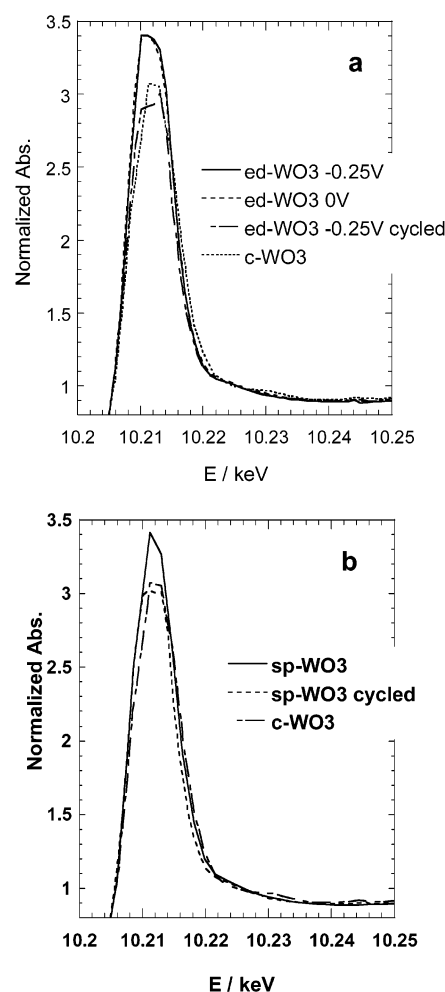 3.5
a
3
ed-WO3 -0.25V
ed-WO3 0V
2.5
ed-WO3 -0.25V cycled
c-WO3
2
1.5
1
Normalized Abs.
10.2 10.21 10.22 10.23 10.24 10.25
E / keV
3.5
b
3
sp-WO3
2.5
sp-WO3 cycled
c-WO3
2
1.5
1
Normalized Abs.
10.2 10.21 10.22 10.23 10.24 10.25
E / keV